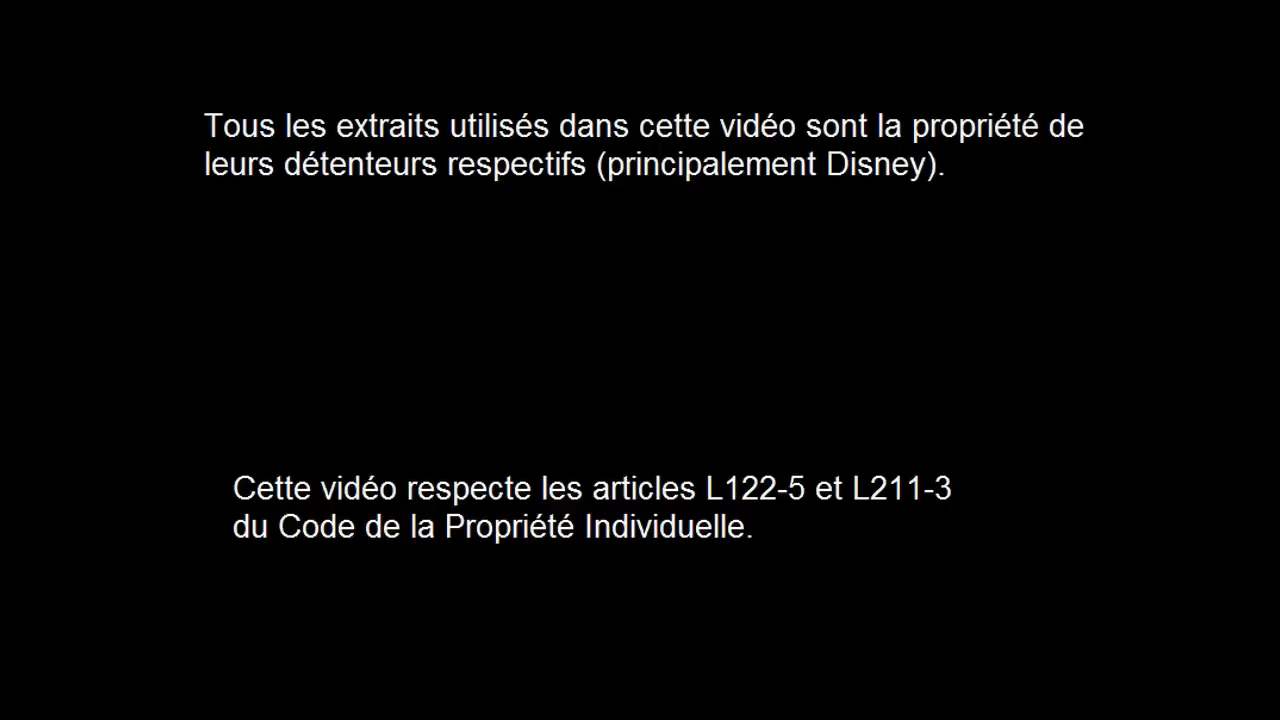 Tous les extraits utilisés dans cette vidéo sont la propriété de
leurs détenteurs respectifs (principalement Disney).
Cette vidéo respecte les articles L122-5 et L211-3
du Code de la Propriété Individuelle.